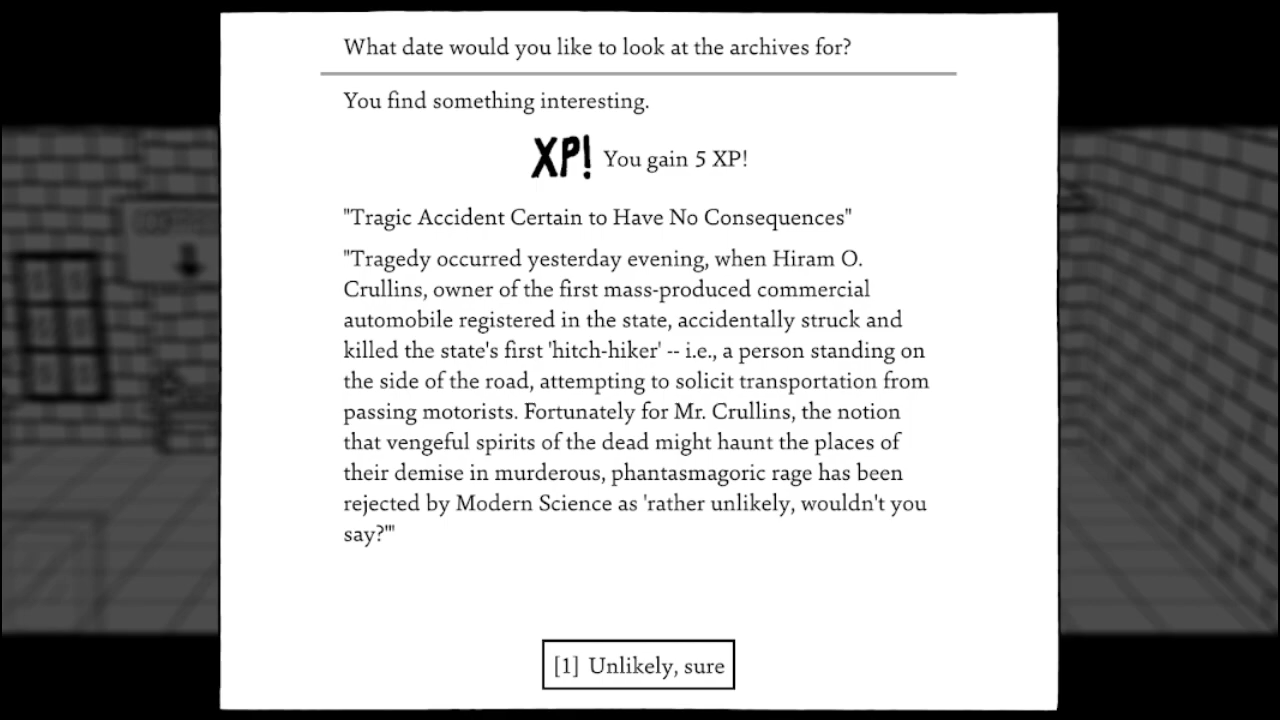 What date would you like to look at the archives for?
You find something interesting.
XP! You gain 5 XP!
"Tragic Accident Certain to Have No Consequences"
"Tragedy occurred yesterday evening, when Hiram O.
Crullins, owner of the first mass-produced commercial
automobile registered in the state, accidentally struck and
killed the state's first 'hitch-hiker' -- i.e., a person standing on
the side of the road, attempting to solicit transportation from
passing motorists. Fortunately for Mr. Crullins, the notion
that vengeful spirits of the dead might haunt the places of
their demise in murderous, phantasmagoric rage has been
rejected by Modern Science as 'rather unlikely, wouldn't you
say?'"
[1] Unlikely, sure